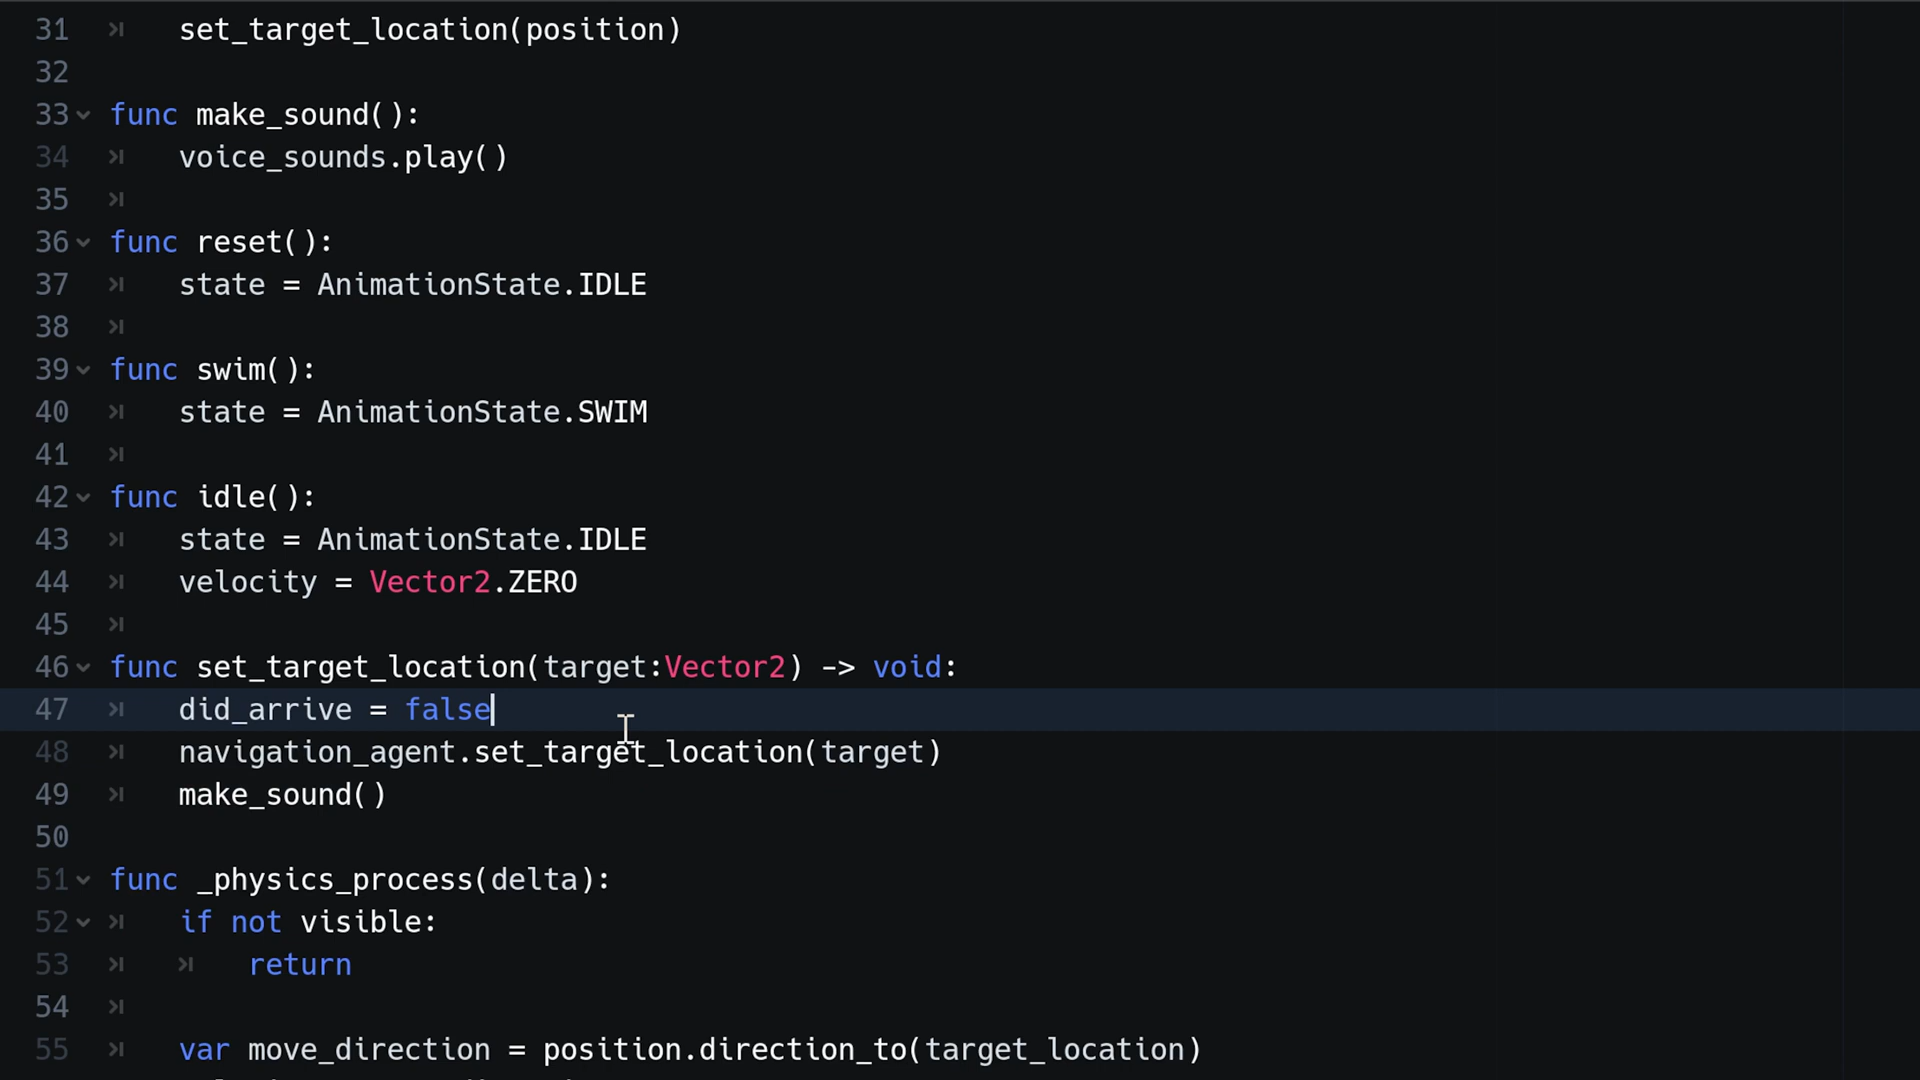 31 set_target_location(position)
32
33 func make_sound():
34 voice_sounds.play()
35
36 func reset():
37 state = AnimationState.IDLE
38
39 func swim():
40 state = AnimationState.SWIM
41
42 func idle():
43 state = AnimationState.IDLE
44 velocity = Vector2.ZERO
45
46 func set_target_location(target:Vector2) -> void:
47 did_arrive = false
48 navigation_agent.set_target_location(target)
49 make_sound()
50
51 func _physics_process(delta):
52 if not visible:
53 return
54
55 var move_direction = position.direction_to(target_location)